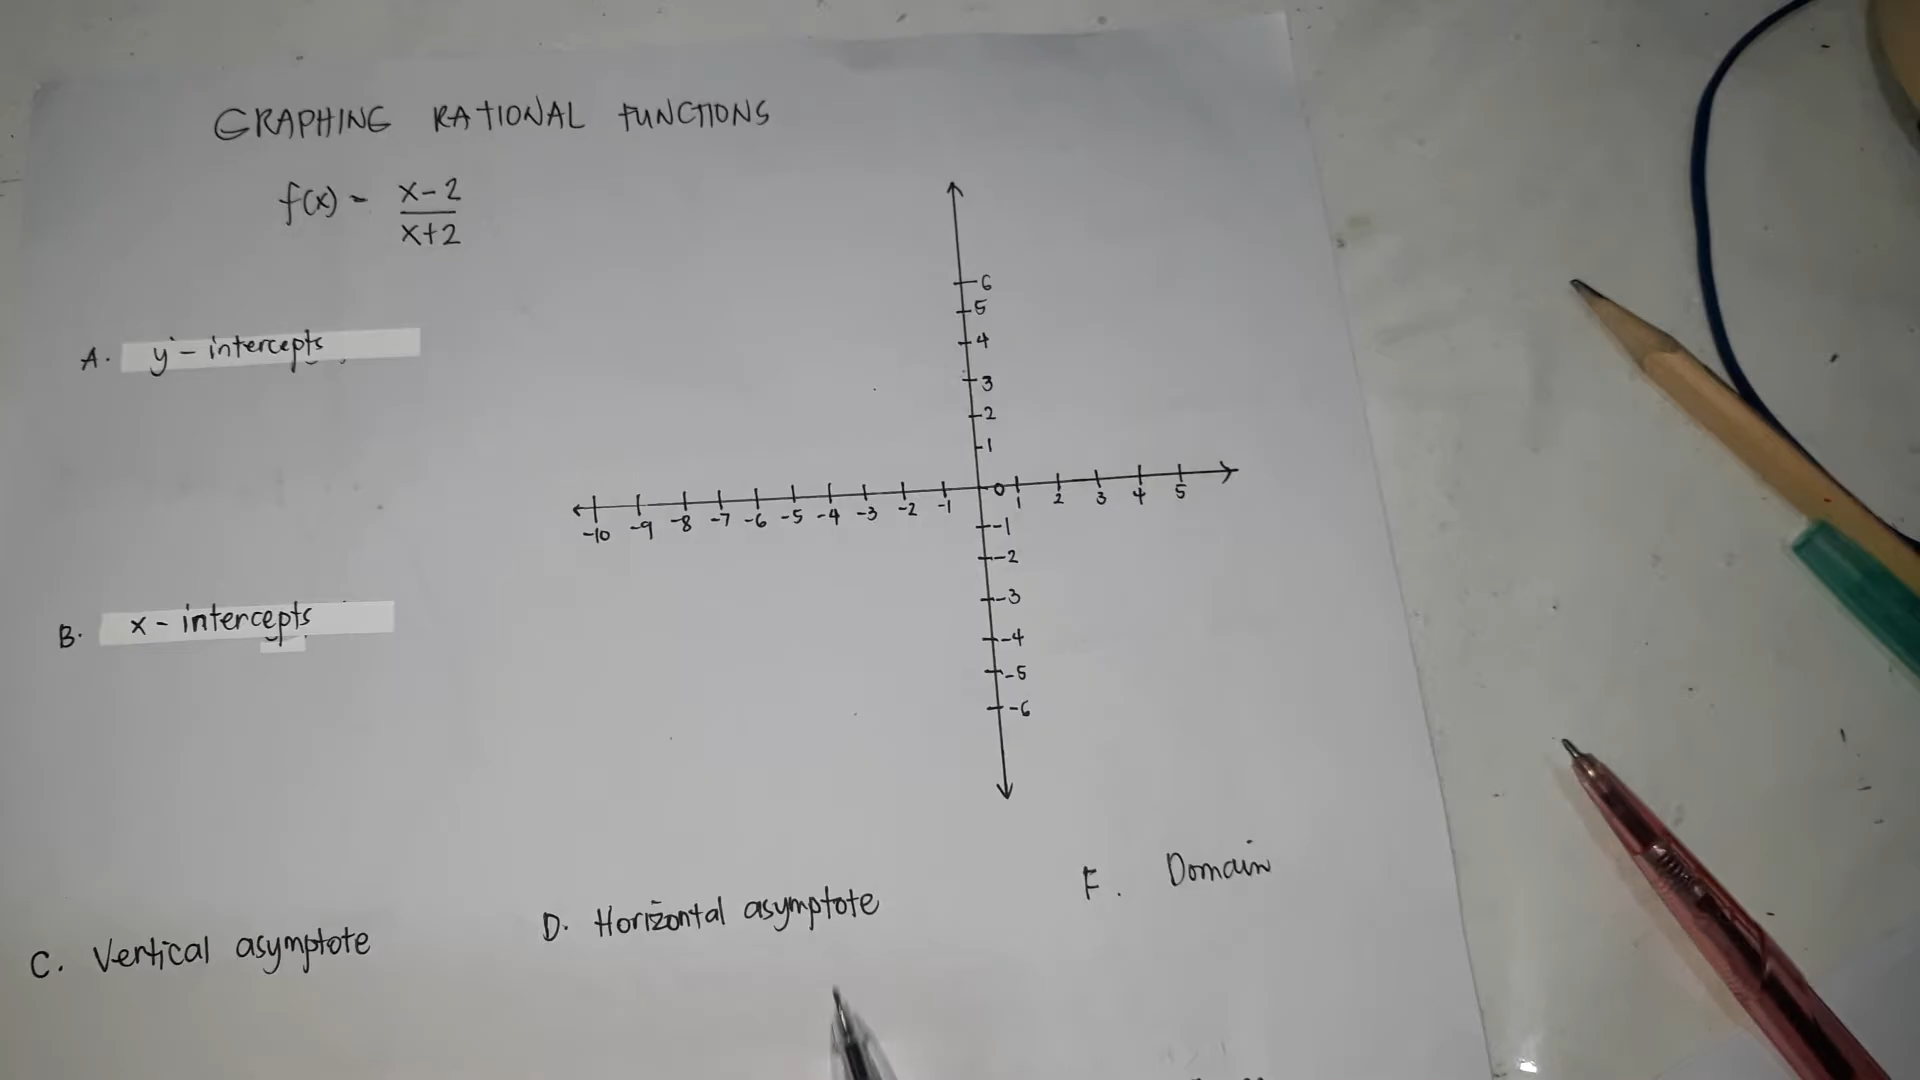 GRAPHING RATIONAL FUNCTIONS
f(x) = x-2
x+2
A. y - intercepts
B. x - intercepts
6
5
4
3
2
1
-10 -9 -8 -7 -6 -5 -4 -3 -2 -1 0 1 2 3 4 5
-1
-2
-3
-4
-5
-6
C. Vertical asymptote
D. Horizontal asymptote
F. Domain